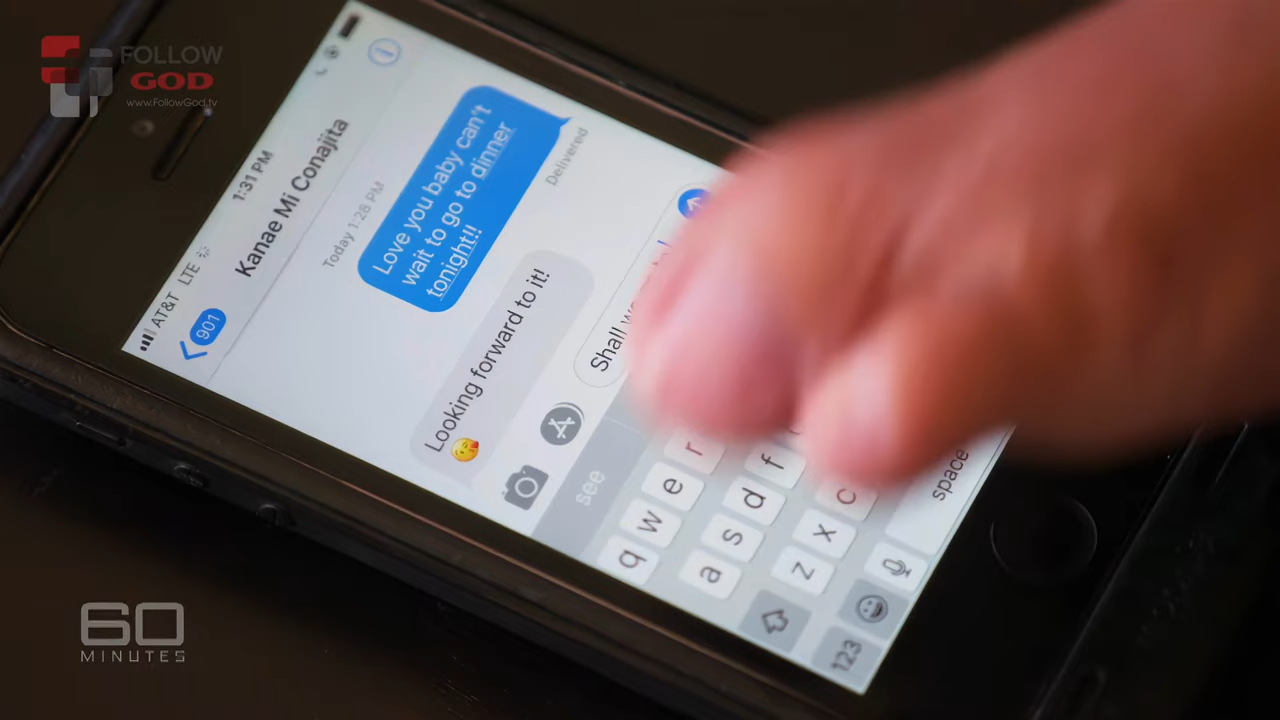 FOLLOW
GOD
www.FollowGod.tv
AT&T LTE
1:31 PM
901
Kanae Mi Conajita
Today 1:28 PM
Love you baby can't
wait to go to dinner
tonight!!
Delivered
Looking forward to it!
Shall
see
q w e r
a s d f
z x c
123
space
60
MINUTES